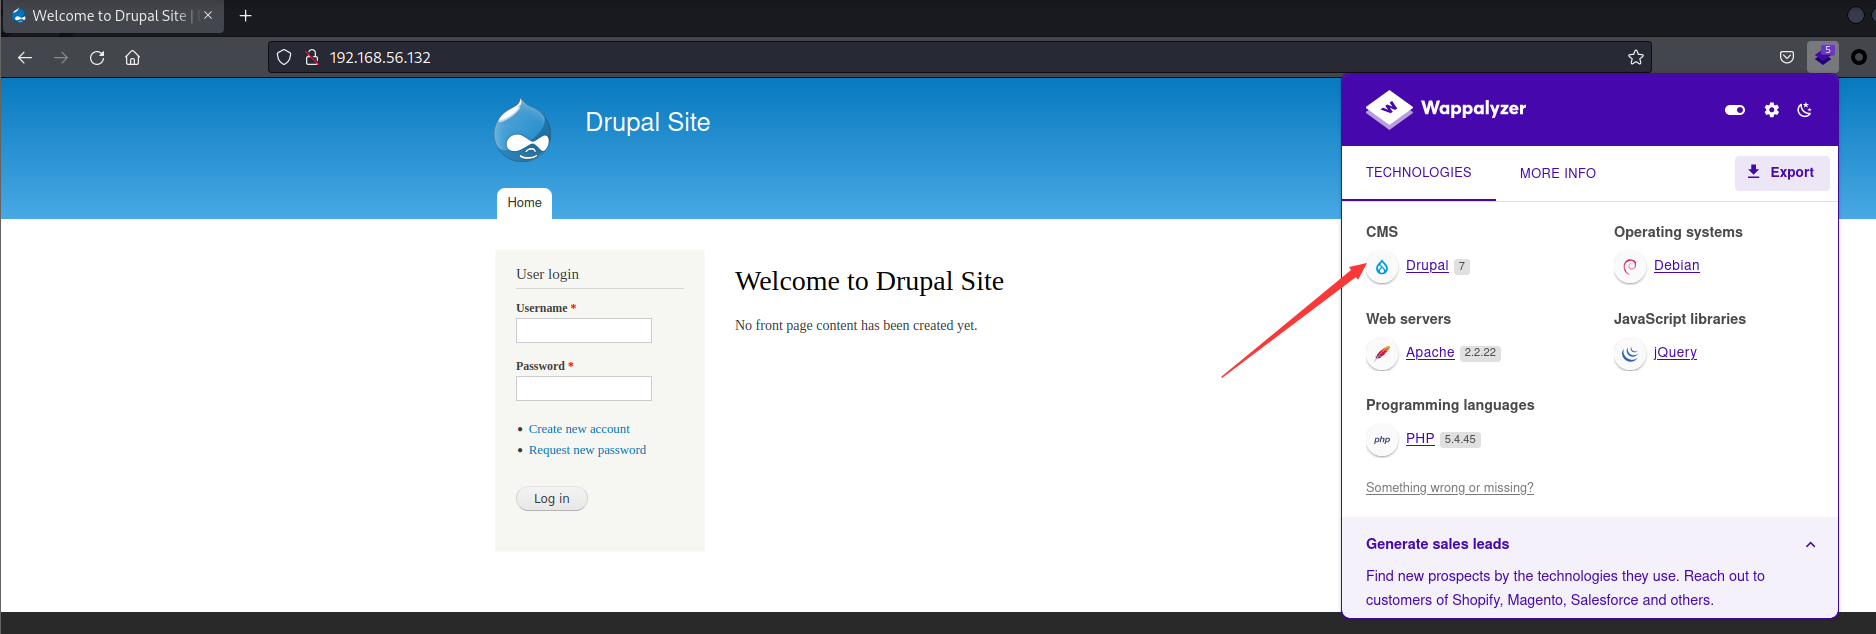 Welcome to Drupal Site |
192.168.56.132
5
Drupal Site
Home
User login
Username *
Password *
Create new account
Request new password
Log in
Welcome to Drupal Site
No front page content has been created yet.
W
Wappalyzer
TECHNOLOGIES
MORE INFO
Export
CMS
Drupal 7
Operating systems
Debian
Web servers
Apache 2.2.22
JavaScript libraries
jQuery
Programming languages
php
PHP 5.4.45
Something wrong or missing?
Generate sales leads
Find new prospects by the technologies they use. Reach out to
customers of Shopify, Magento, Salesforce and others.